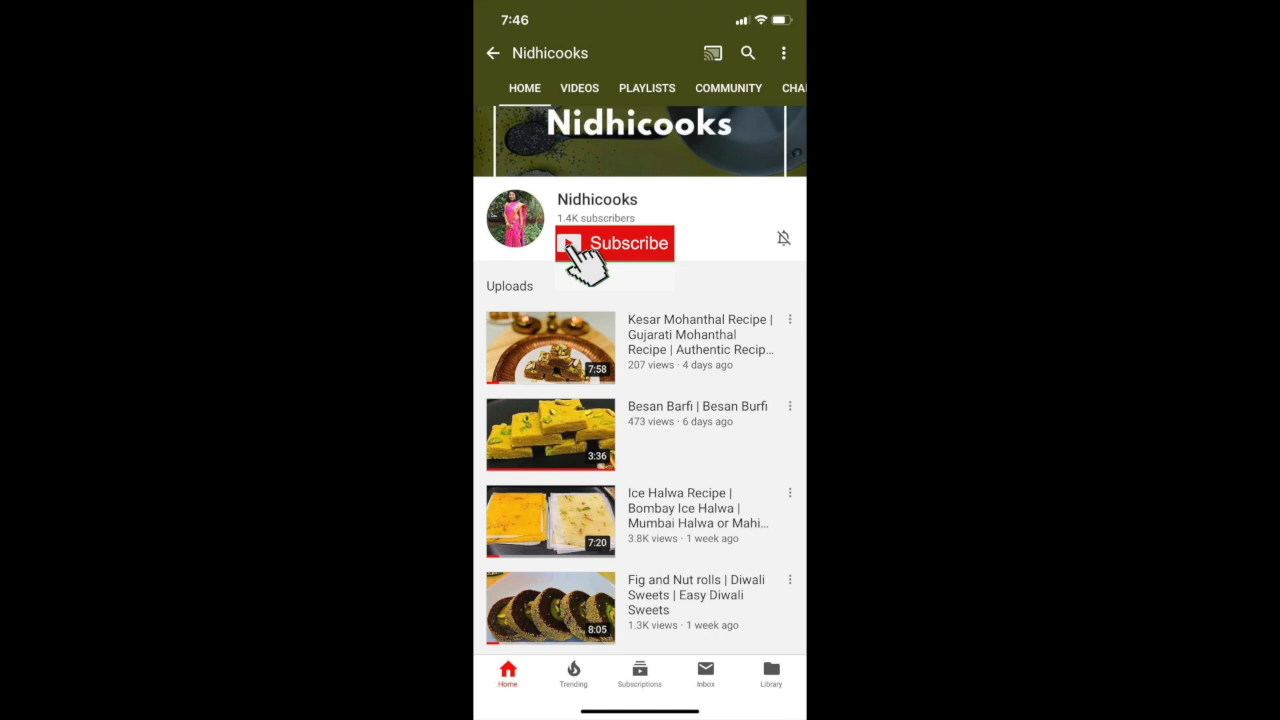 7:46
Nidhicooks
HOME VIDEOS PLAYLISTS COMMUNITY CHA
Nidhicooks
Nidhicooks
1.4K subscribers
Subscribe
Uploads
Kesar Mohanthal Recipe |
Gujarati Mohanthal
Recipe | Authentic Recip...
207 views · 4 days ago
7:58
Besan Barfi | Besan Burfi
473 views · 6 days ago
3:36
Ice Halwa Recipe |
Bombay Ice Halwa |
Mumbai Halwa or Mahi...
3.8K views · 1 week ago
7:20
Fig and Nut rolls | Diwali
Sweets | Easy Diwali
Sweets
1.3K views · 1 week ago
8:05
Home Trending Subscriptions Inbox Library